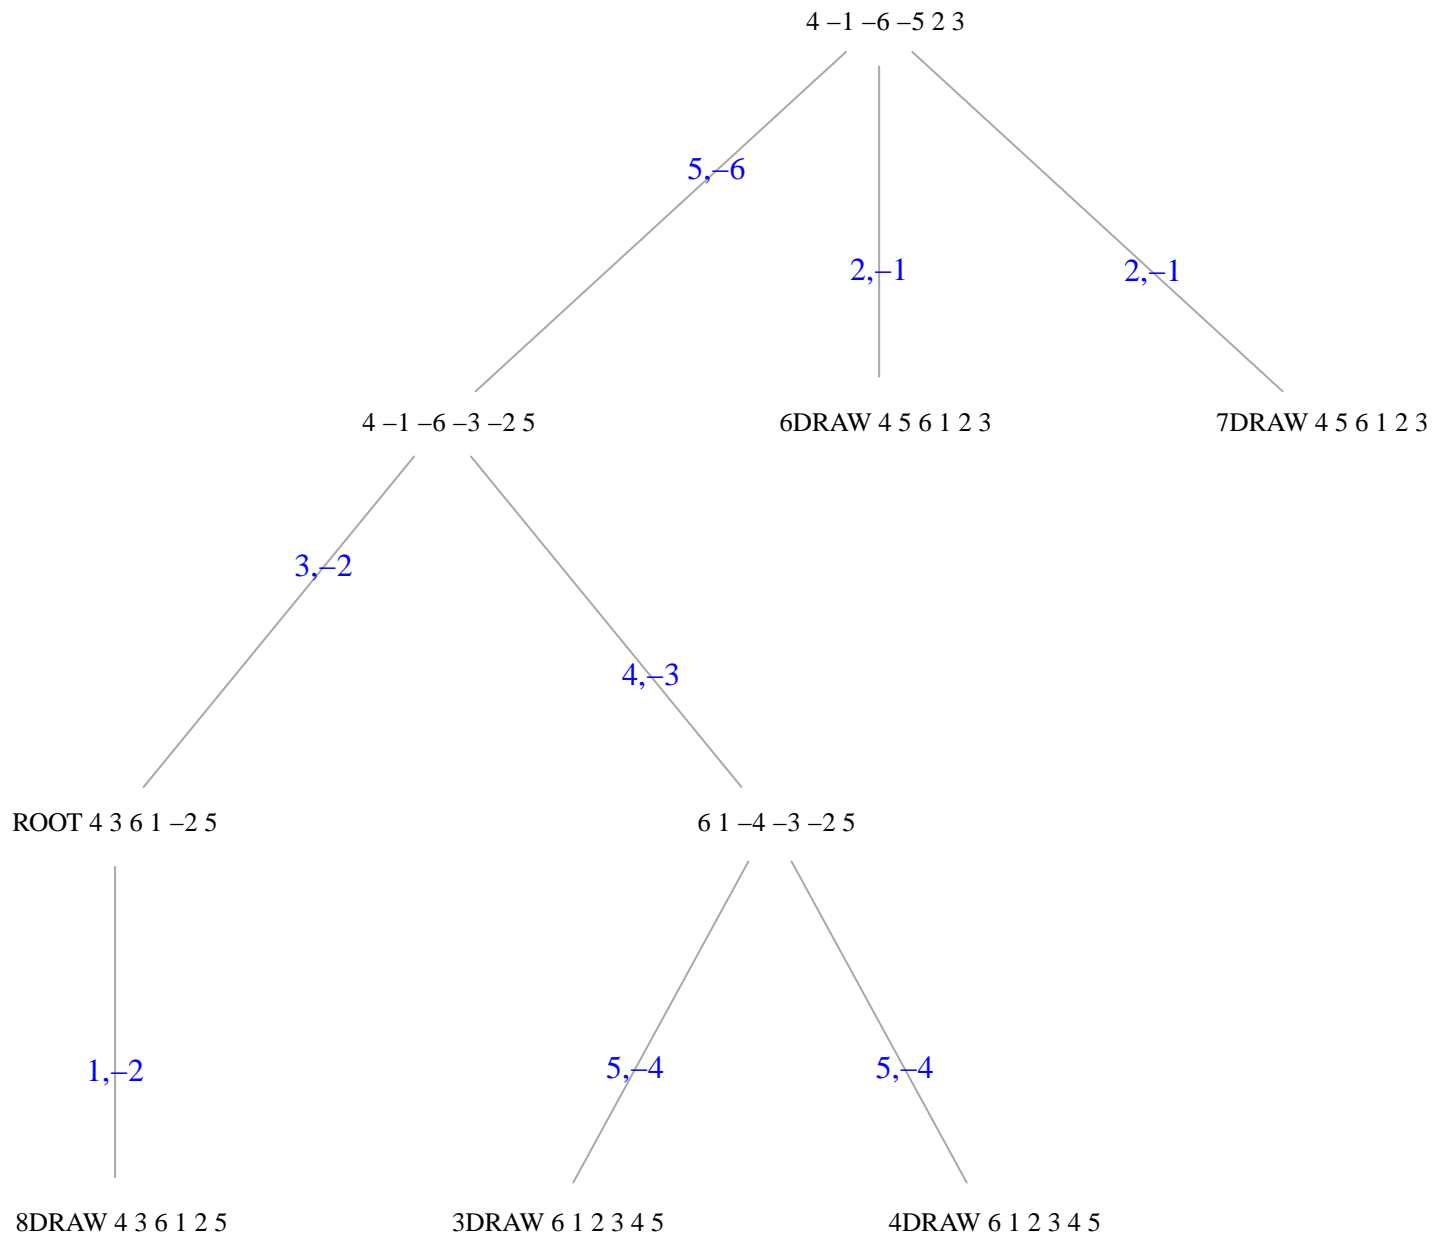 4 –1 –6 –5 2 3
5,–6
2,–1
2,–1
4 –1 –6 –3 –2 5
6DRAW 4 5 6 1 2 3
7DRAW 4 5 6 1 2 3
3,–2
4,–3
ROOT 4 3 6 1 –2 5
6 1 –4 –3 –2 5
1,–2
5,–4
5,–4
8DRAW 4 3 6 1 2 5
3DRAW 6 1 2 3 4 5
4DRAW 6 1 2 3 4 5